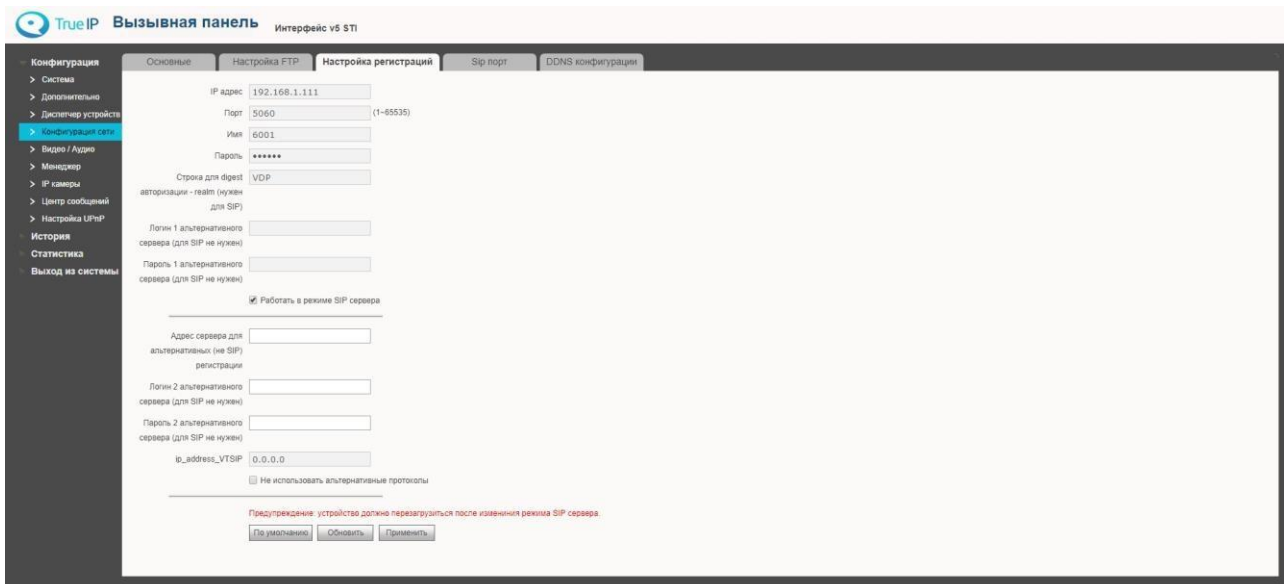 True IP Вызывная панель Интерфейс v5 STI
Конфигурация
Система
Дополнительно
Диспетчер устройств
Конфигурация сети
Видео / Аудио
Менеджер
IP камеры
Центр сообщений
Настройка UPnP
История
Статистика
Выход из системы
Основные Настройка FTP Настройка регистраций Sip порт DDNS конфигурации
IP адрес 192.168.1.111
Порт 5060 (1~65535)
Имя 6001
Пароль ••••••
Строка для digest VDP
авторизации - realm (нужен
для SIP)
Логин 1 альтернативного
сервера (для SIP не нужен)
Пароль 1 альтернативного
сервера (для SIP не нужен)
Работать в режиме SIP сервера
Адрес сервера для
альтернативных (не SIP)
регистрации
Логин 2 альтернативного
сервера (для SIP не нужен)
Пароль 2 альтернативного
сервера (для SIP не нужен)
ip_address_VTSIP 0.0.0.0
Не использовать альтернативные протоколы
Предупреждение: устройство должно перезагрузиться после изменения режима SIP сервера.
По умолчанию Обновить Применить